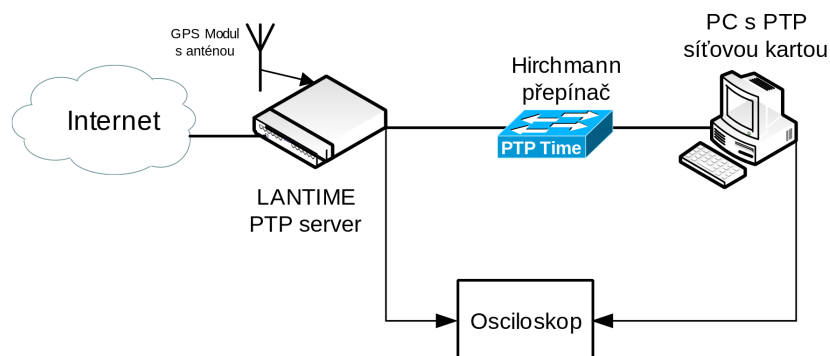 GPS Modul
s anténou
Internet
LANTIME
PTP server
Hirchmann
přepínač
PTP Time
PC s PTP
síťovou kartou
Osciloskop